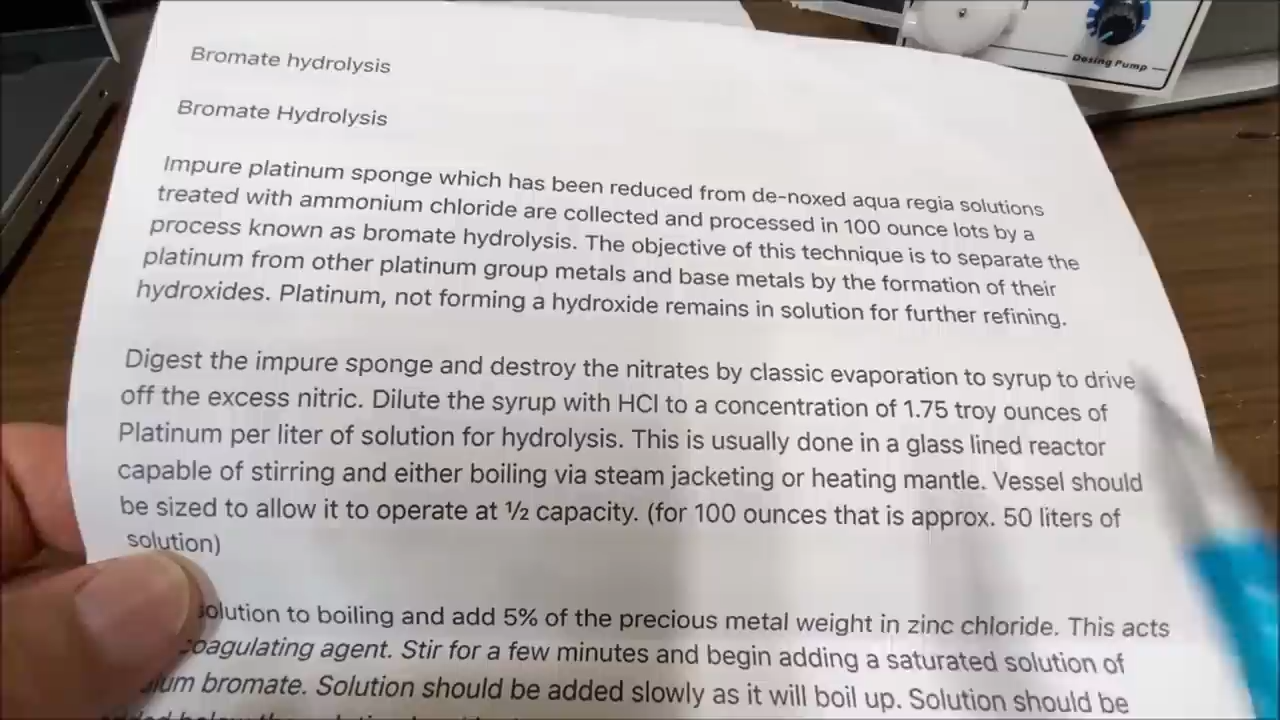 Desing Pump
Bromate hydrolysis
Bromate Hydrolysis
Impure platinum sponge which has been reduced from de-noxed aqua regia solutions
treated with ammonium chloride are collected and processed in 100 ounce lots by a
process known as bromate hydrolysis. The objective of this technique is to separate the
platinum from other platinum group metals and base metals by the formation of their
hydroxides. Platinum, not forming a hydroxide remains in solution for further refining.
Digest the impure sponge and destroy the nitrates by classic evaporation to syrup to drive
off the excess nitric. Dilute the syrup with HCl to a concentration of 1.75 troy ounces of
Platinum per liter of solution for hydrolysis. This is usually done in a glass lined reactor
capable of stirring and either boiling via steam jacketing or heating mantle. Vessel should
be sized to allow it to operate at ½ capacity. (for 100 ounces that is approx. 50 liters of
solution)
solution to boiling and add 5% of the precious metal weight in zinc chloride. This acts
coagulating agent. Stir for a few minutes and begin adding a saturated solution of
bromate. Solution should be added slowly as it will boil up. Solution should be